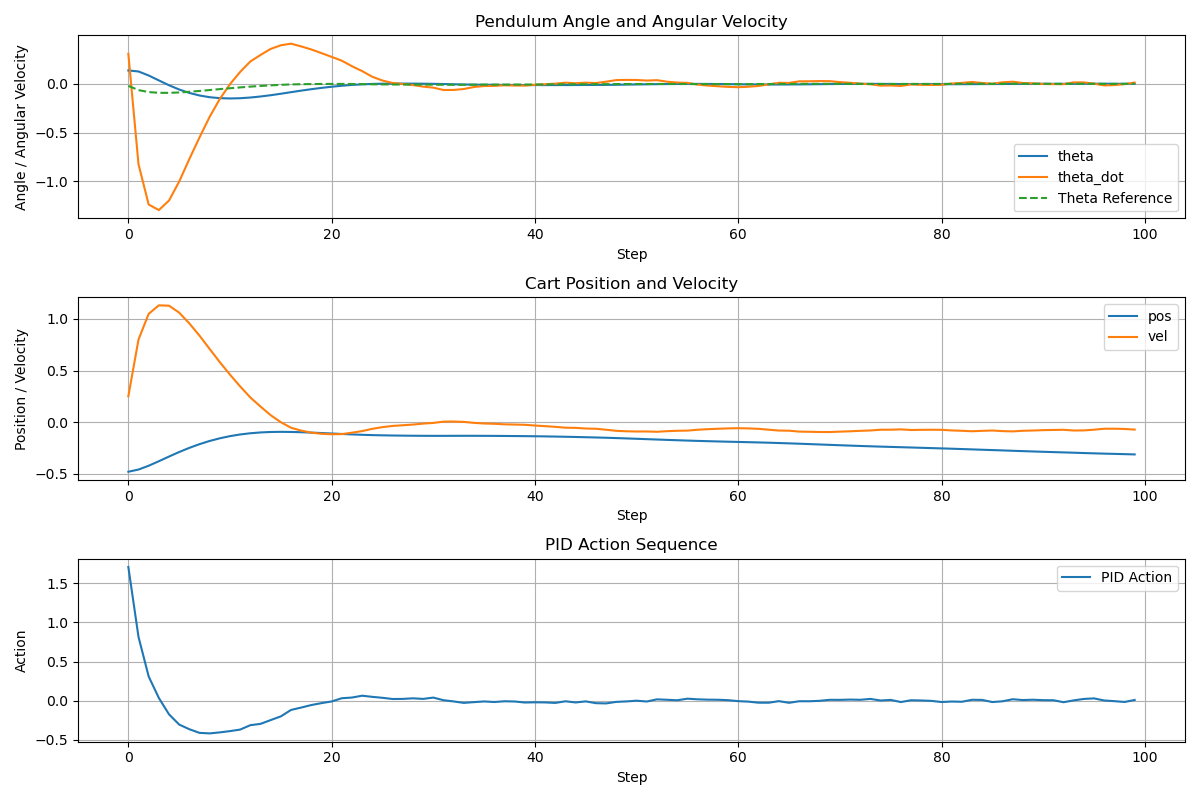 Pendulum Angle and Angular Velocity
Angle / Angular Velocity
0.0
−0.5
−1.0
theta
theta_dot
Theta Reference
0 20 40 60 80 100
Step
Cart Position and Velocity
Position / Velocity
1.0
0.5
0.0
−0.5
pos
vel
0 20 40 60 80 100
Step
PID Action Sequence
Action
1.5
1.0
0.5
0.0
−0.5
PID Action
0 20 40 60 80 100
Step